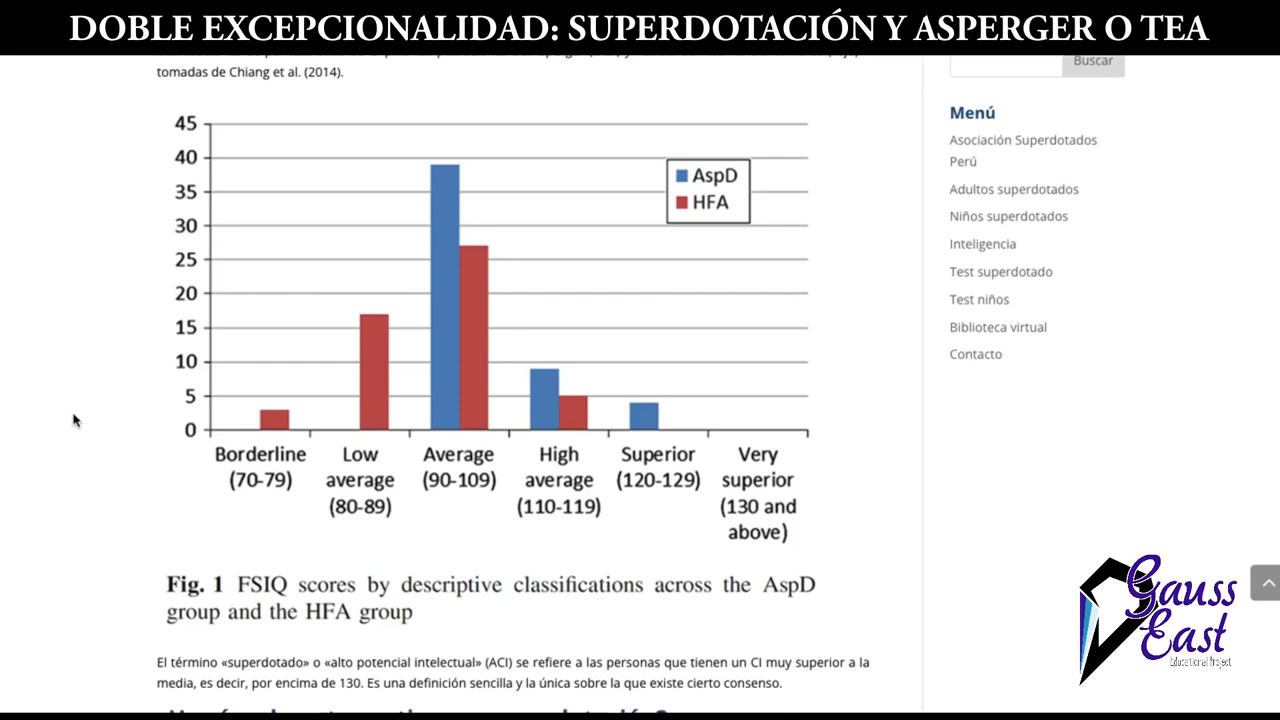 DOBLE EXCEPCIONALIDAD: SUPERDOTACIÓN Y ASPERGER O TEA
tomadas de Chiang et al. (2014).
45
40
35
30
25
20
15
10
5
0
AspD
HFA
Borderline
(70-79)
Low
average
(80-89)
Average
(90-109)
High
average
(110-119)
Superior
(120-129)
Very
superior
(130 and
above)
Fig. 1 FSIQ scores by descriptive classifications across the AspD
group and the HFA group
El término «superdotado» o «alto potencial intelectual» (ACI) se refiere a las personas que tienen un CI muy superior a la
media, es decir, por encima de 130. Es una definición sencilla y la única sobre la que existe cierto consenso.
Buscar
Menú
Asociación Superdotados
Perú
Adultos superdotados
Niños superdotados
Inteligencia
Test superdotado
Test niños
Biblioteca virtual
Contacto
Gauss
East
Educational Project